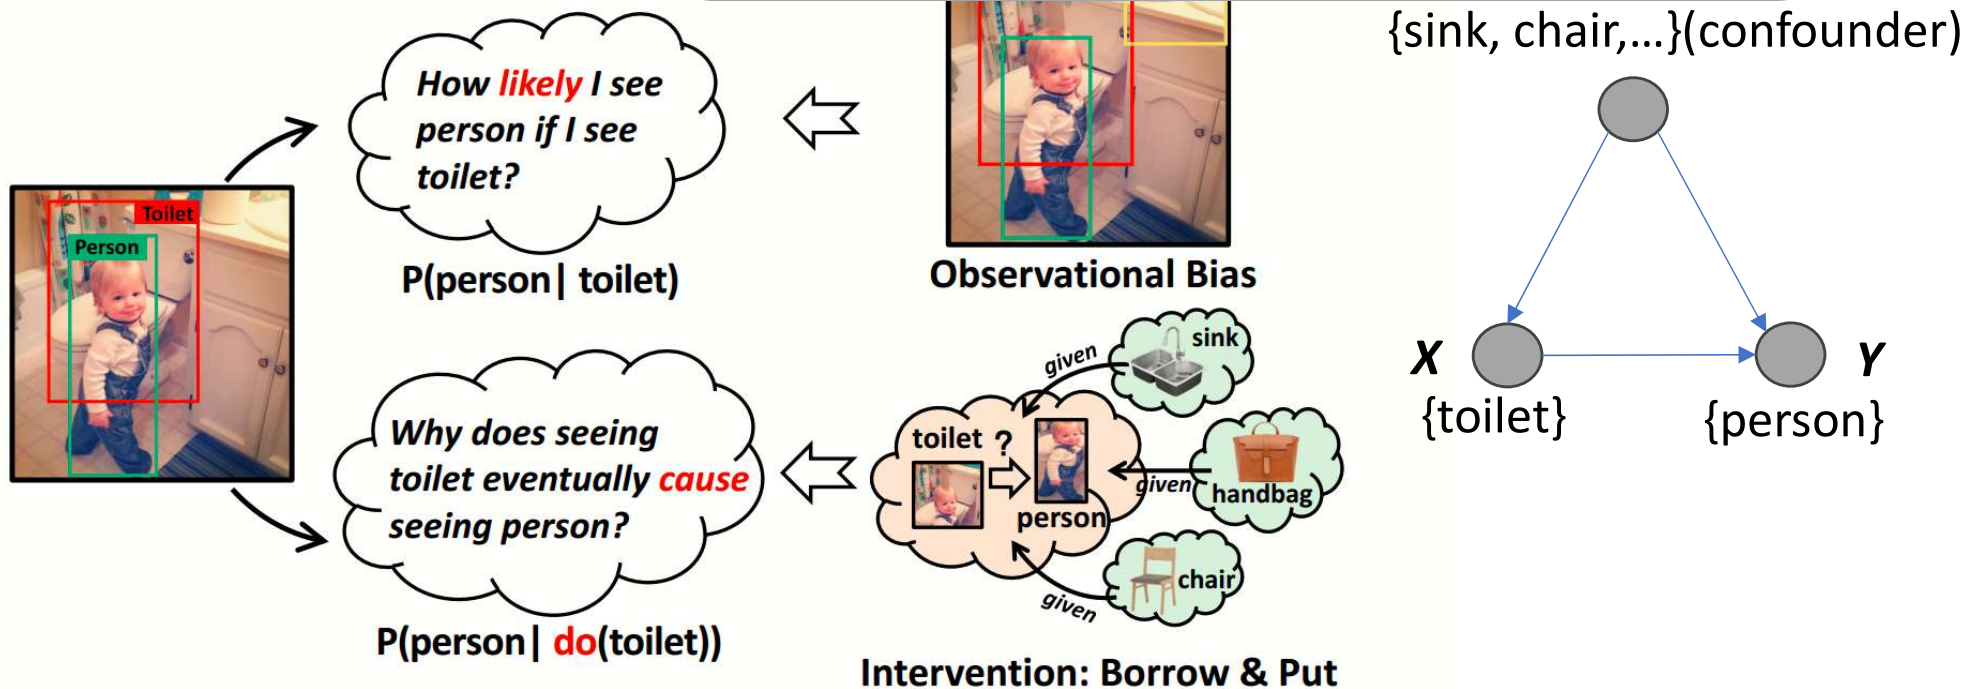 Toilet
Person
How likely I see
person if I see
toilet?
P(person| toilet)
Why does seeing
toilet eventually cause
seeing person?
P(person| do(toilet))
Observational Bias
given
sink
toilet ?
person
given
handbag
given
chair
Intervention: Borrow & Put
{sink, chair,...}(confounder)
X
Y
{toilet}
{person}